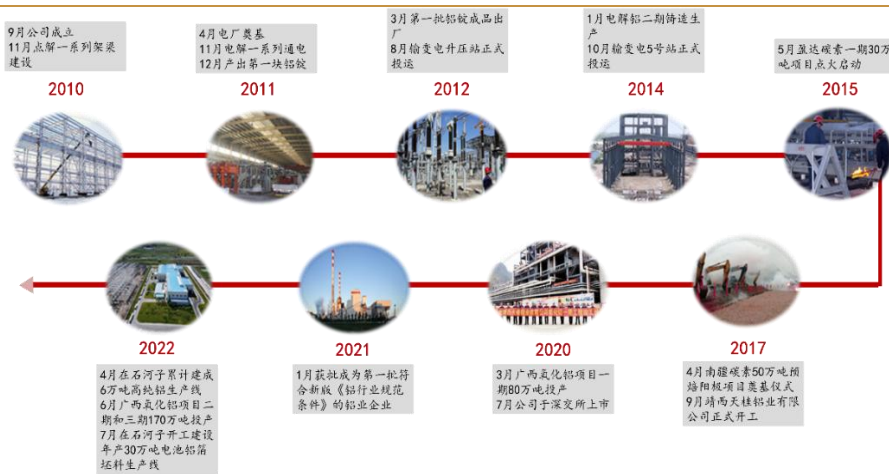 9月公司成立
11月点解一系列架梁
建设
2010
4月电厂奠基
11月电解一系列通电
12月产出第一块铝锭
2011
3月第一批铝锭成品出
厂
8月输变电升压站正式
投运
2012
1月电解铝二期铸造生
产
10月输变电5号站正式
投运
2014
5月盈达碳素一期30万
吨项目点火启动
2015
2022
4月在石河子累计建成
6万吨高纯铝生产线
6月广西氧化铝项目二
期和三期170万吨投产
7月在石河子开工建设
年产30万吨电池铝箔
坯料生产线
2021
1月获批成为第一批符
合新版《铝行业规范
条件》的铝业企业
2020
3月广西氧化铝项目一
期80万吨投产
7月公司于深交所上市
2017
4月南疆碳素50万吨预
焙阳极项目奠基仪式
9月靖西天桂铝业有限
公司正式开工